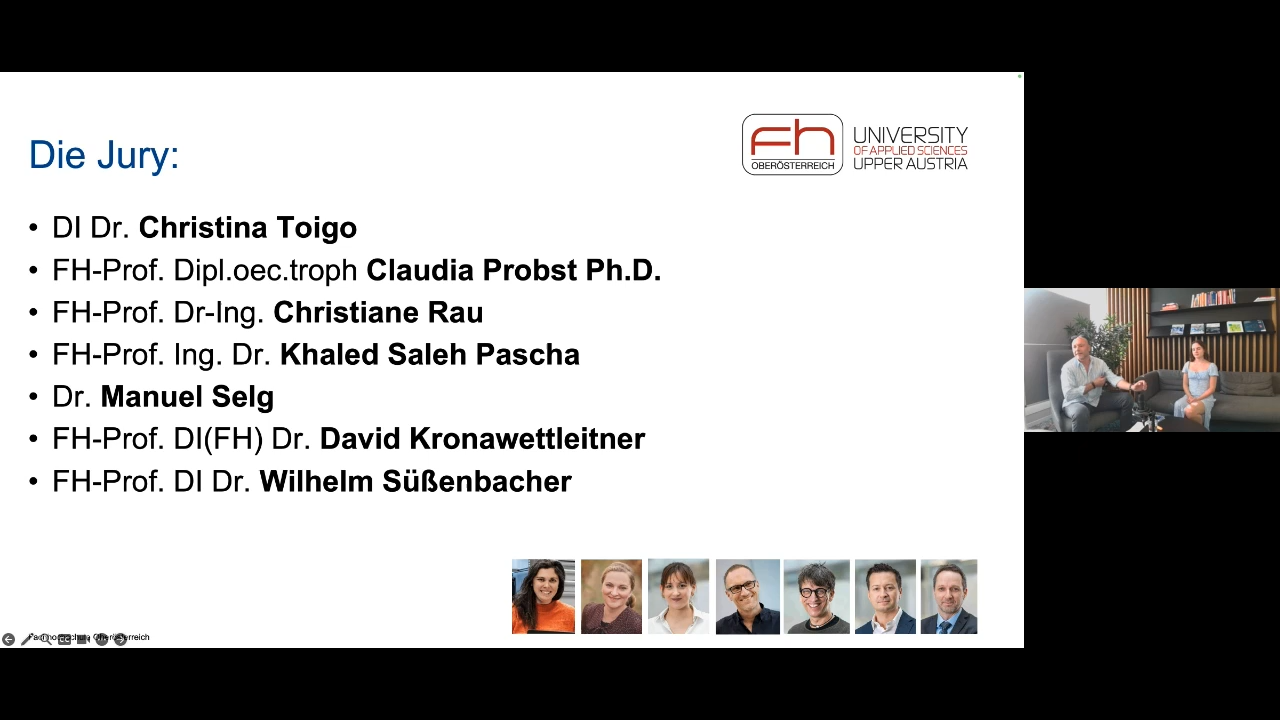 Die Jury:
Fh
OBERÖSTERREICH
UNIVERSITY
OF APPLIED SCIENCES
UPPER AUSTRIA
• DI Dr. Christina Toigo
• FH-Prof. Dipl.oec.troph Claudia Probst Ph.D.
• FH-Prof. Dr-Ing. Christiane Rau
• FH-Prof. Ing. Dr. Khaled Saleh Pascha
• Dr. Manuel Selg
• FH-Prof. DI(FH) Dr. David Kronawettleitner
• FH-Prof. DI Dr. Wilhelm Süßenbacher
Oberösterreich